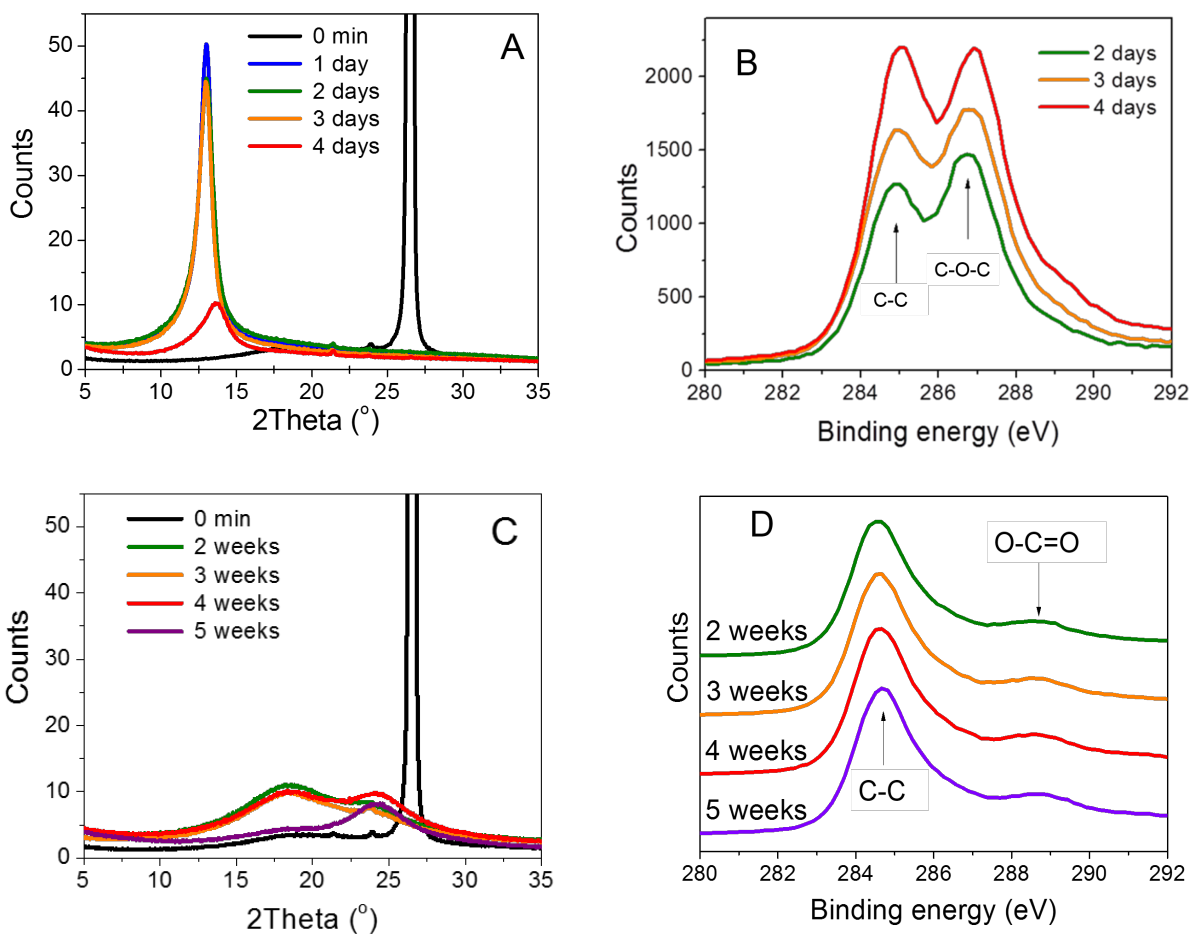 A
0 min
1 day
2 days
3 days
4 days
50
40
30
20
10
0
Counts
5 10 15 20 25 30 35
2Theta (o)
B
2 days
3 days
4 days
2000
1500
1000
500
0
Counts
C-C
C-O-C
280 282 284 286 288 290 292
Binding energy (eV)
C
0 min
2 weeks
3 weeks
4 weeks
5 weeks
50
40
30
20
10
0
Counts
5 10 15 20 25 30 35
2Theta (o)
D
O-C=O
2 weeks
3 weeks
4 weeks
5 weeks
C-C
Counts
280 282 284 286 288 290 292
Binding energy (eV)